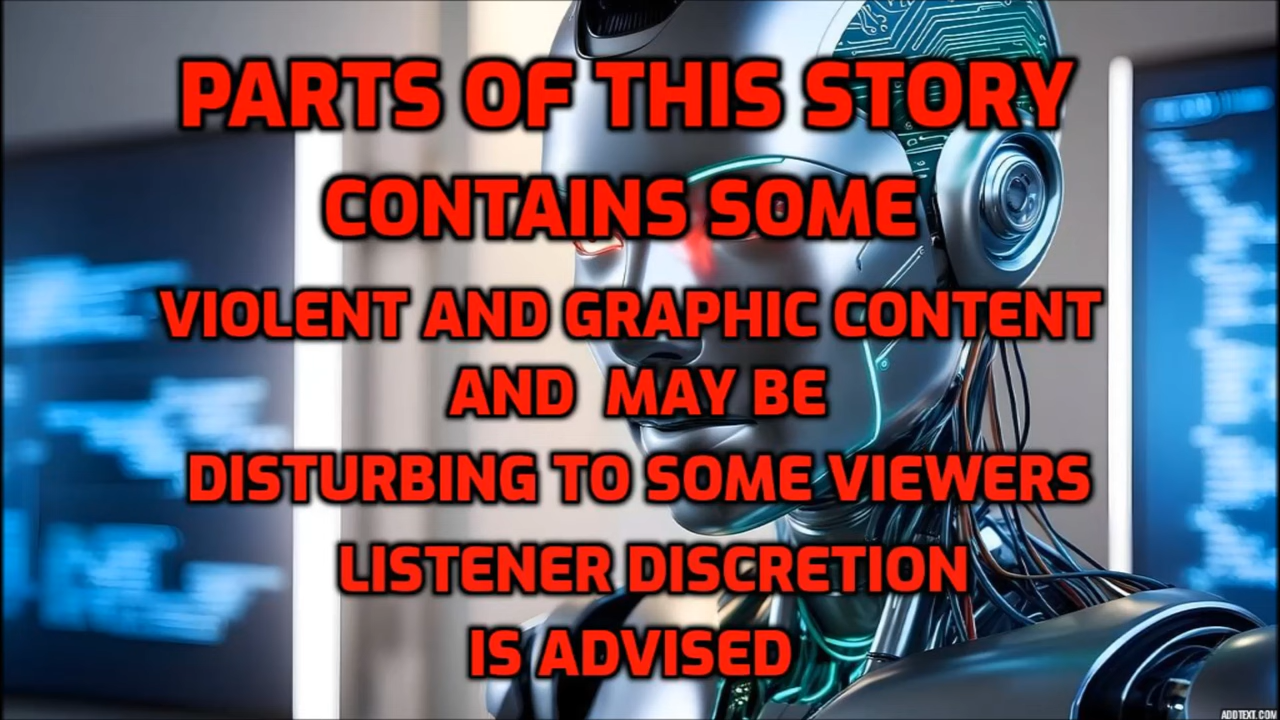 PARTS OF THIS STORY
CONTAINS SOME
VIOLENT AND GRAPHIC CONTENT
AND MAY BE
DISTURBING TO SOME VIEWERS
LISTENER DISCRETION
IS ADVISED
ADDTEXT.COM